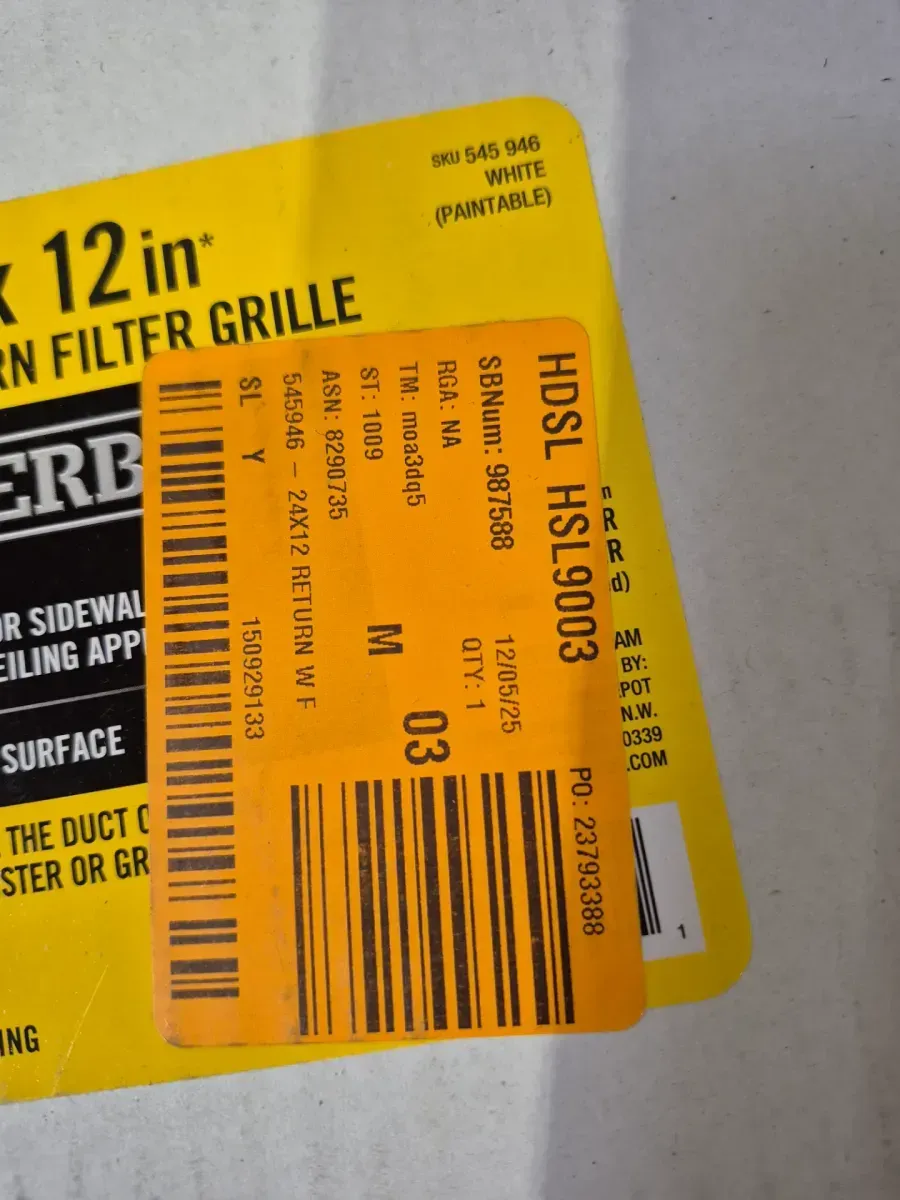 SKU 545 946
WHITE
(PAINTABLE)
x 12in*
RN FILTER GRILLE
ERB
OR SIDEWAL
EILING APP
SURFACE
THE DUCT
STER OR GR
ING
HDSL HSL9003
SBNum: 987588 12/05/25
RGA: NA QTY: 1
TM: moa3dq5 03
ST: 1009 M
ASN: 8290735
545946 - 24X12 RETURN W F
SL Y 150929133
PO: 23793388
R
R
d)
AM
BY:
POT
N.W.
0339
.COM
1